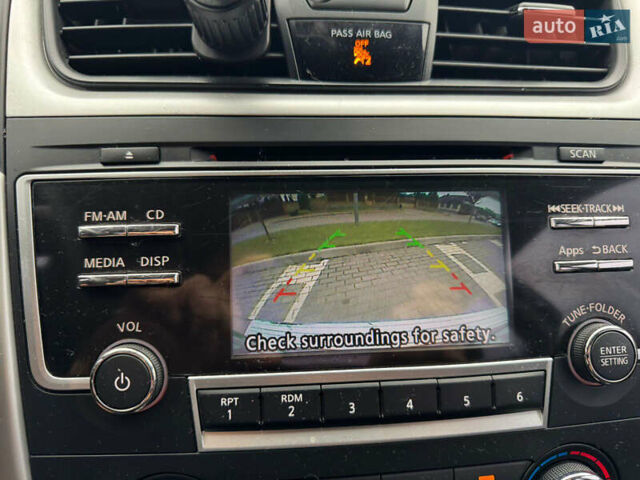 auto RIA
.com
PASS AIR BAG
OFF
SCAN
FM·AM CD
SEEK·TRACK
MEDIA DISP
Apps BACK
VOL
TUNE·FOLDER
Check surroundings for safety.
ENTER
SETTING
RPT
1
RDM
2
3
4
5
6